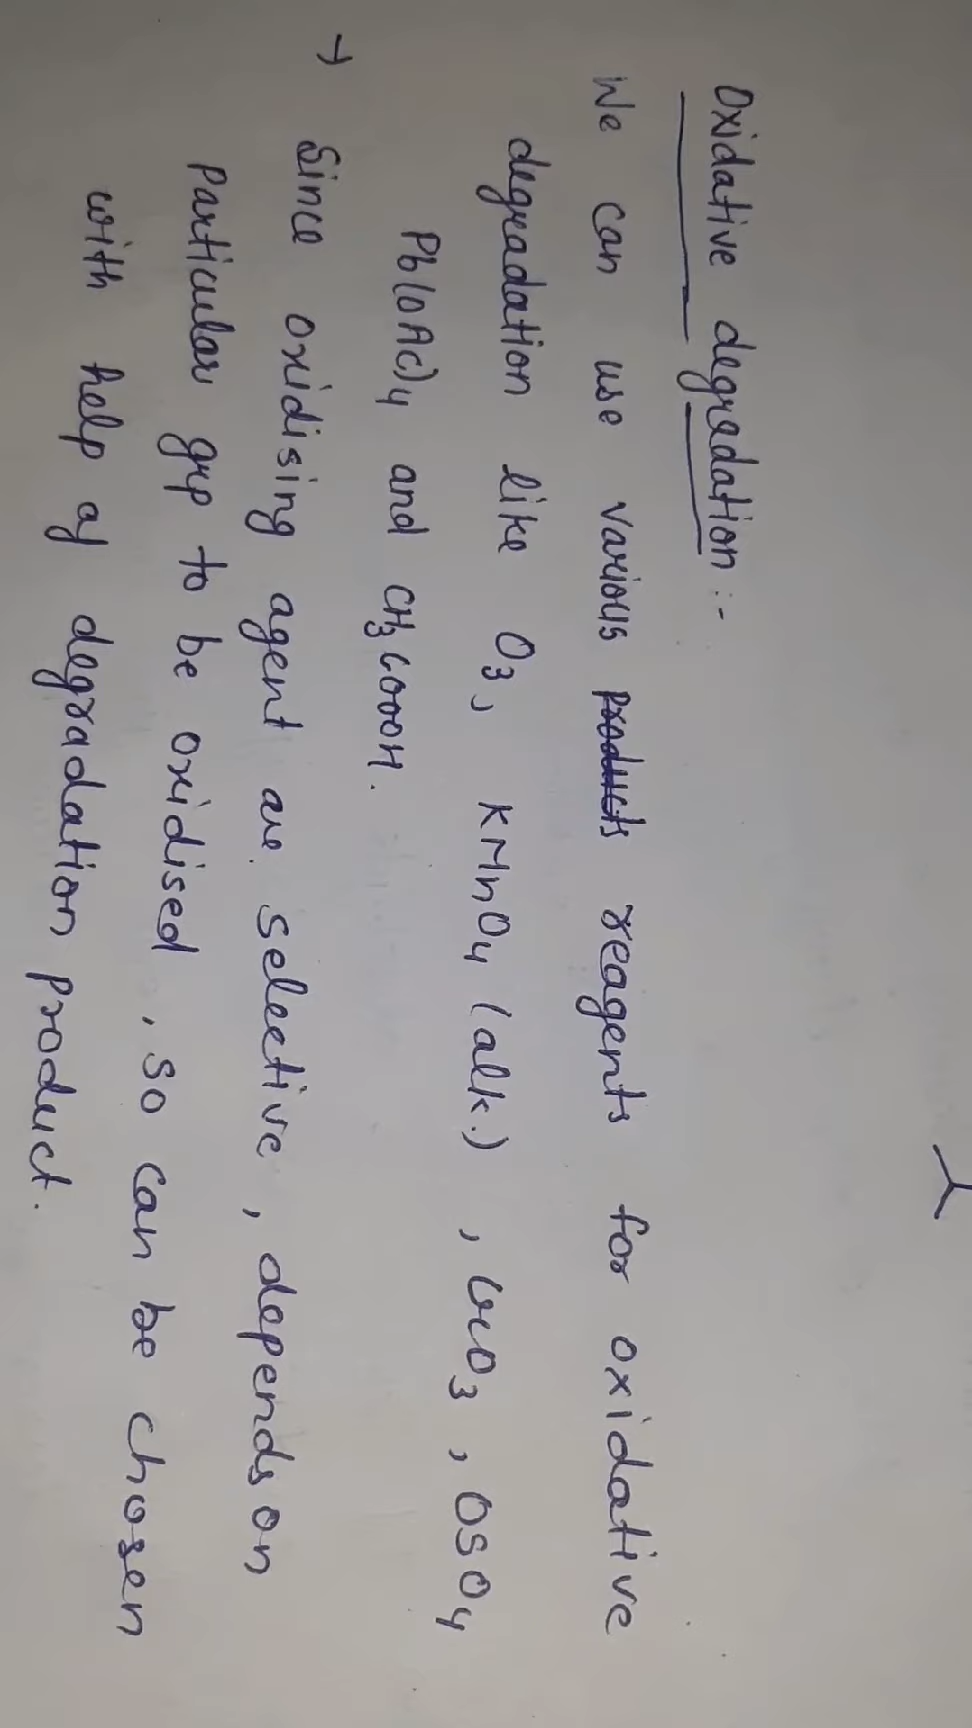 Oxidative degradation :-
We can use various products reagents for oxidative
degradation like O3, KMnO4 (alk.) , CrO3 , OSO4
Pb(OAc)4 and CH3COOOH.
→ Since oxidising agent are selective , depends on
Particular grp to be oxidised , so can be chosen
with help of degradation product.